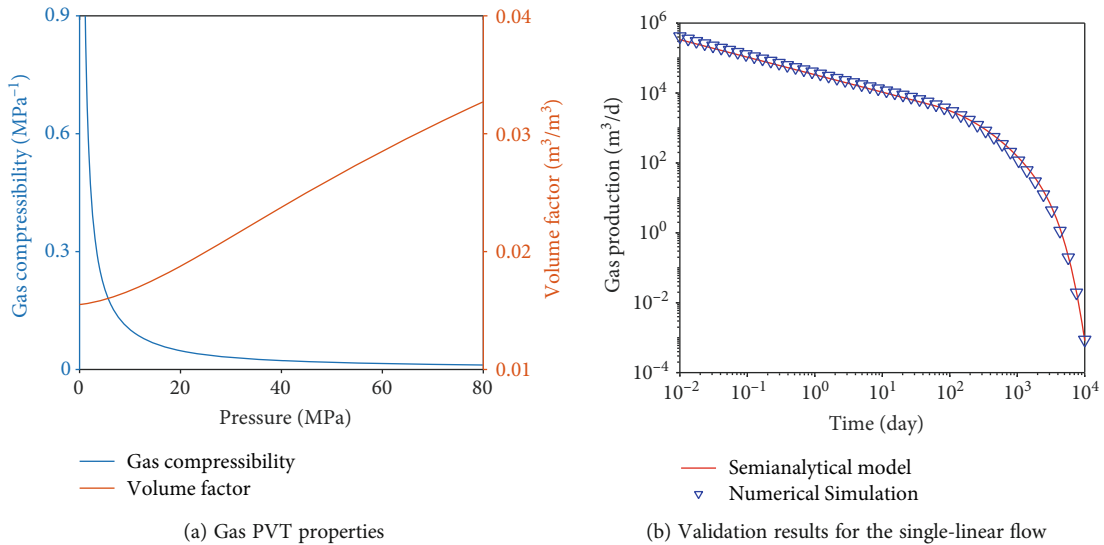 0.9
0.6
0.3
0
Gas compressibility (MPa⁻¹)
0.04
0.03
0.02
0.01
Volume factor (m³/m³)
0 20 40 60 80
Pressure (MPa)
Gas compressibility
Volume factor
(a) Gas PVT properties
10⁶
10⁴
10²
10⁰
10⁻²
10⁻⁴
Gas production (m³/d)
10⁻² 10⁻¹ 10⁰ 10¹ 10² 10³ 10⁴
Time (day)
Semianalytical model
Numerical Simulation
(b) Validation results for the single-linear flow